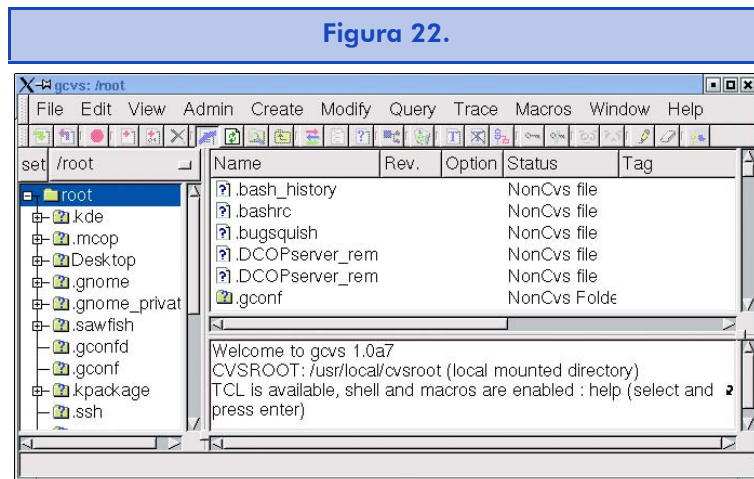 Figura 22.
gcvs: /root
File Edit View Admin Create Modify Query Trace Macros Window Help
set /root
Name Rev. Option Status Tag
root
.kde
.mcop
Desktop
.gnome
.gnome_privat
.sawfish
.gconfd
.gconf
.kpackage
.ssh
.bash_history NonCvs file
.bashrc NonCvs file
.bugsquish NonCvs file
.DCOPserver_rem NonCvs file
.DCOPserver_rem NonCvs file
.gconf NonCvs Folde
Welcome to gcvs 1.0a7
CVSROOT: /usr/local/cvsroot (local mounted directory)
TCL is available, shell and macros are enabled : help (select and
press enter)